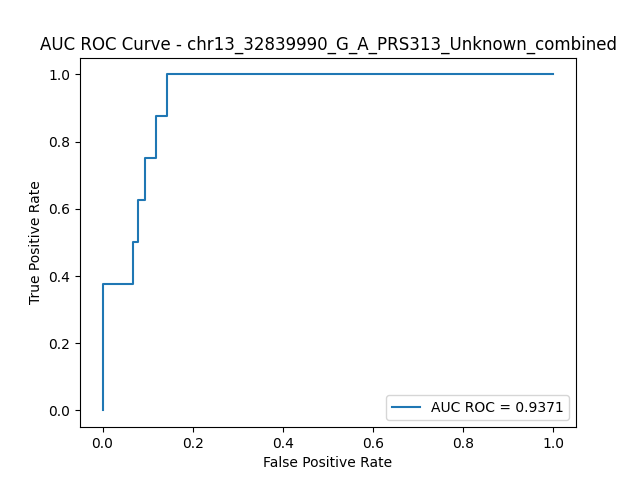 AUC ROC Curve - chr13_32839990_G_A_PRS313_Unknown_combined
1.0
0.8
0.6
0.4
0.2
0.0
True Positive Rate
AUC ROC = 0.9371
0.0 0.2 0.4 0.6 0.8 1.0
False Positive Rate